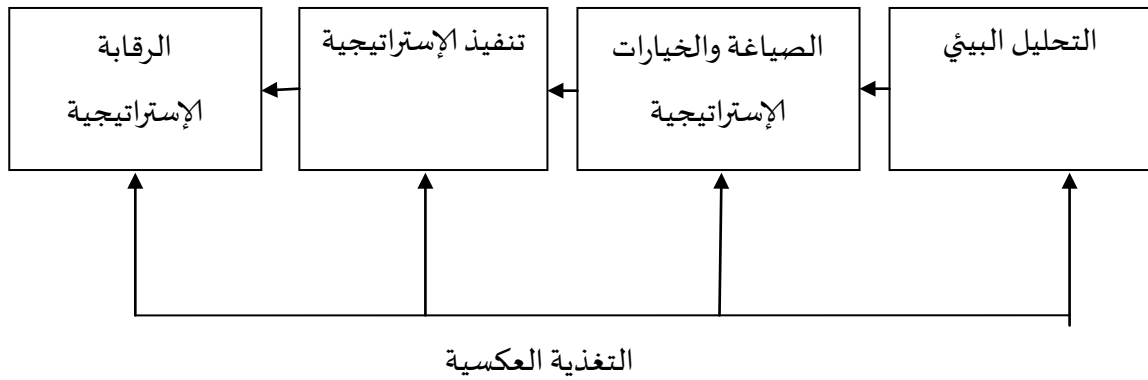 التحليل البيئي
الصياغة والخيارات
الإستراتيجية
تنفيذ الإستراتيجية
الرقابة
الإستراتيجية
التغذية العكسية